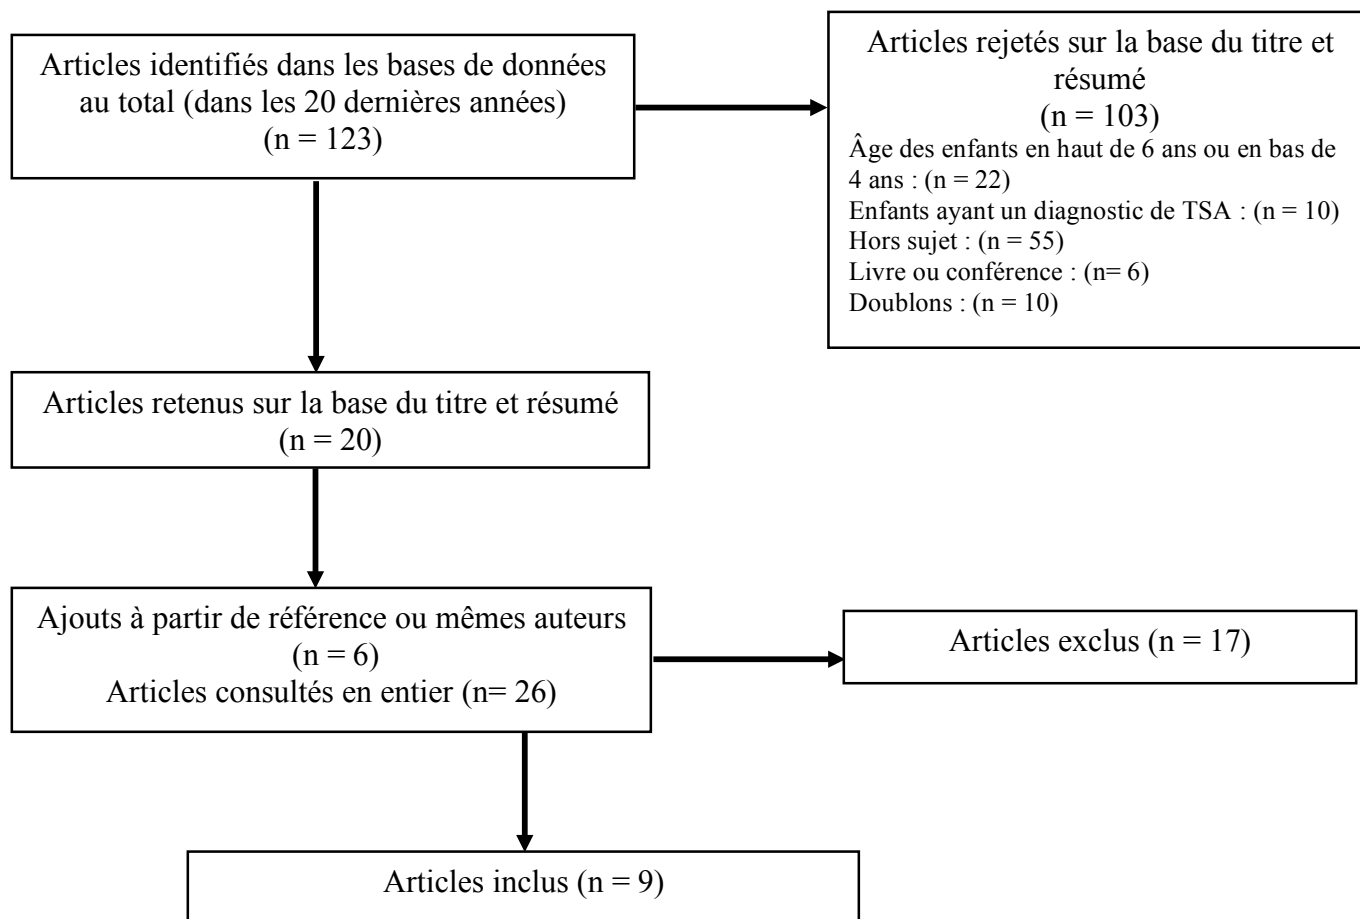 Articles identifiés dans les bases de données
au total (dans les 20 dernières années)
(n = 123)
Articles rejetés sur la base du titre et
résumé
(n = 103)
Âge des enfants en haut de 6 ans ou en bas de
4 ans : (n = 22)
Enfants ayant un diagnostic de TSA : (n = 10)
Hors sujet : (n = 55)
Livre ou conférence : (n= 6)
Doublons : (n = 10)
Articles retenus sur la base du titre et résumé
(n = 20)
Ajouts à partir de référence ou mêmes auteurs
(n = 6)
Articles consultés en entier (n= 26)
Articles exclus (n = 17)
Articles inclus (n = 9)